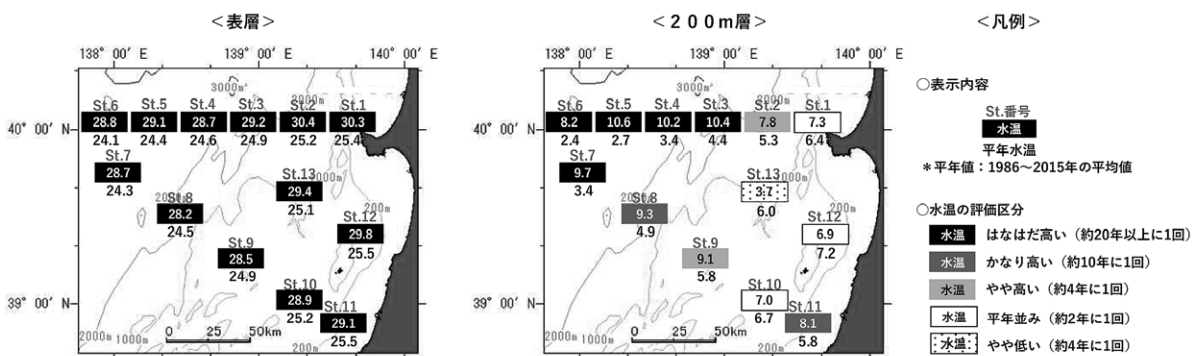 ＜表層＞
138° 00′ E 139° 00′ E 140° 00′ E
3000m
3000m
St.6 St.5 St.4 St.3 St.2 St.1
40° 00′ N
28.8 29.1 28.7 29.2 30.4 30.3
24.1 24.4 24.6 24.9 25.2 25.4
St.7
28.7
24.3
St.13
29.4
25.1
St.8
28.2
24.5
200m
St.12
29.8
25.5
St.9
28.5
24.9
39° 00′ N
St.10
28.9
25.2
St.11
29.1
25.5
2000m 1000m
200m
0 25 50km
＜２００m層＞
138° 00′ E 139° 00′ E 140° 00′ E
3000m
St.6 St.5 St.4 St.3 St.2 St.1
40° 00′ N
8.2 10.6 10.2 10.4 7.8 7.3
2.4 2.7 3.4 4.4 5.3 6.4
St.7
9.7
3.4
St.13
3.7
6.0
St.8
9.3
4.9
200m
St.12
6.9
7.2
St.9
9.1
5.8
39° 00′ N
St.10
7.0
6.7
St.11
8.1
5.8
2000m 1000m
200m
0 25 50km
＜凡例＞
○表示内容
St.番号
水温
平年水温
＊平年値：1986～2015年の平均値
○水温の評価区分
水温 はなはだ高い（約20年以上に1回）
水温 かなり高い（約10年に1回）
水温 やや高い（約4年に1回）
水温 平年並み（約2年に1回）
水温 やや低い（約4年に1回）